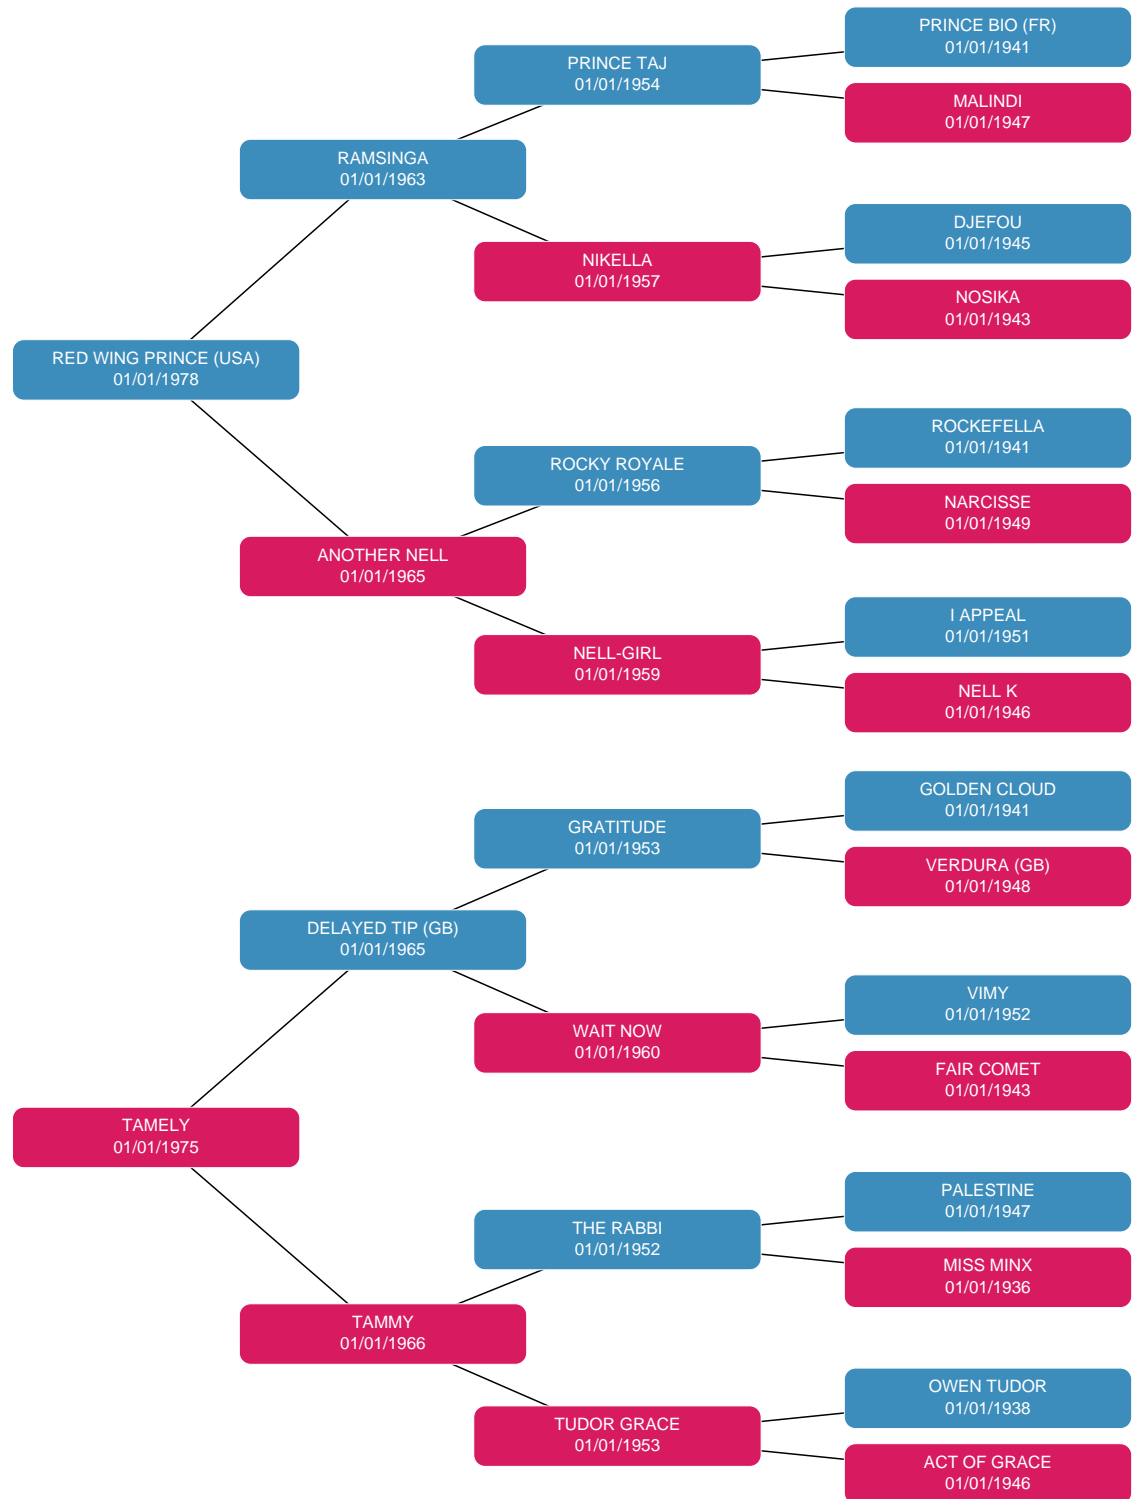 PRINCE BIO (FR)
01/01/1941
PRINCE TAJ
01/01/1954
MALINDI
01/01/1947
RAMSINGA
01/01/1963
DJEFOU
01/01/1945
NIKELLA
01/01/1957
NOSIKA
01/01/1943
RED WING PRINCE (USA)
01/01/1978
ROCKEFELLA
01/01/1941
ROCKY ROYALE
01/01/1956
NARCISSE
01/01/1949
ANOTHER NELL
01/01/1965
I APPEAL
01/01/1951
NELL-GIRL
01/01/1959
NELL K
01/01/1946
GOLDEN CLOUD
01/01/1941
GRATITUDE
01/01/1953
VERDURA (GB)
01/01/1948
DELAYED TIP (GB)
01/01/1965
VIMY
01/01/1952
WAIT NOW
01/01/1960
FAIR COMET
01/01/1943
TAMELY
01/01/1975
PALESTINE
01/01/1947
THE RABBI
01/01/1952
MISS MINX
01/01/1936
TAMMY
01/01/1966
OWEN TUDOR
01/01/1938
TUDOR GRACE
01/01/1953
ACT OF GRACE
01/01/1946